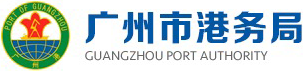 PORT OF GUANGZHOU
广州市港务局
GUANGZHOU PORT AUTHORITY